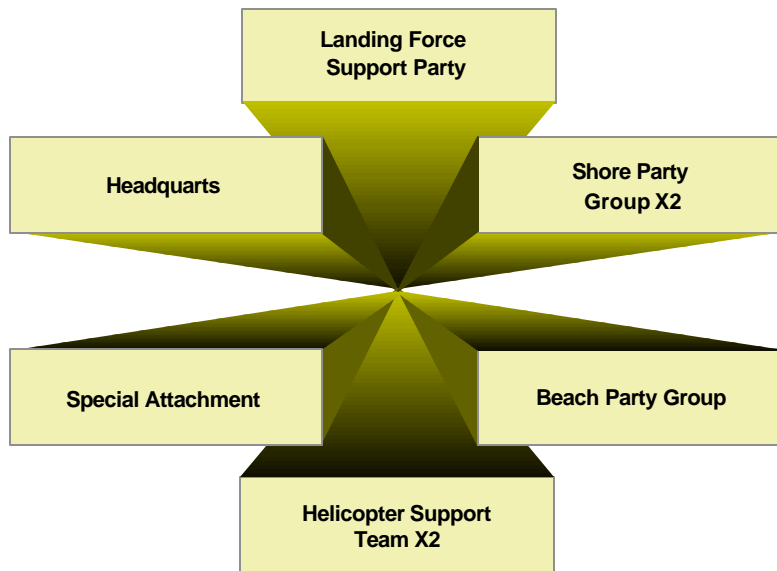 Landing Force
Support Party
Headquarts
Shore Party
Group X2
Special Attachment
Beach Party Group
Helicopter Support
Team X2